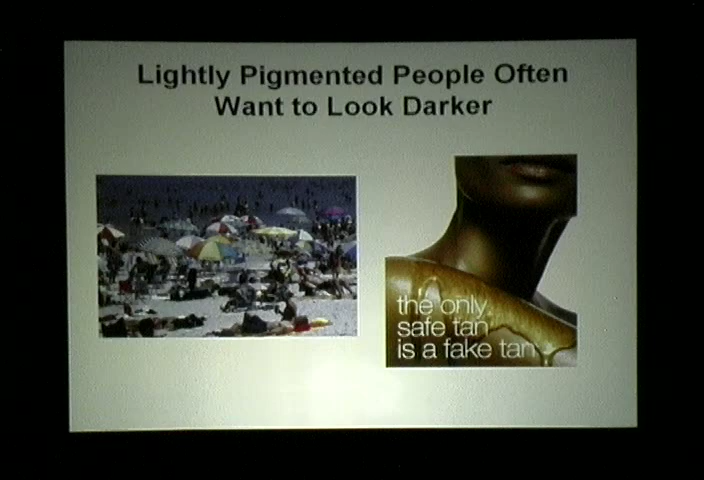 Lightly Pigmented People Often
Want to Look Darker
the only
safe tan
is a fake tan